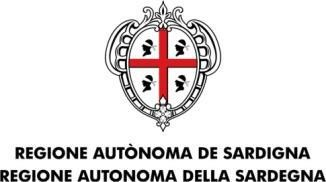 REGIONE AUTÒNOMA DE SARDIGNA
REGIONE AUTONOMA DELLA SARDEGNA